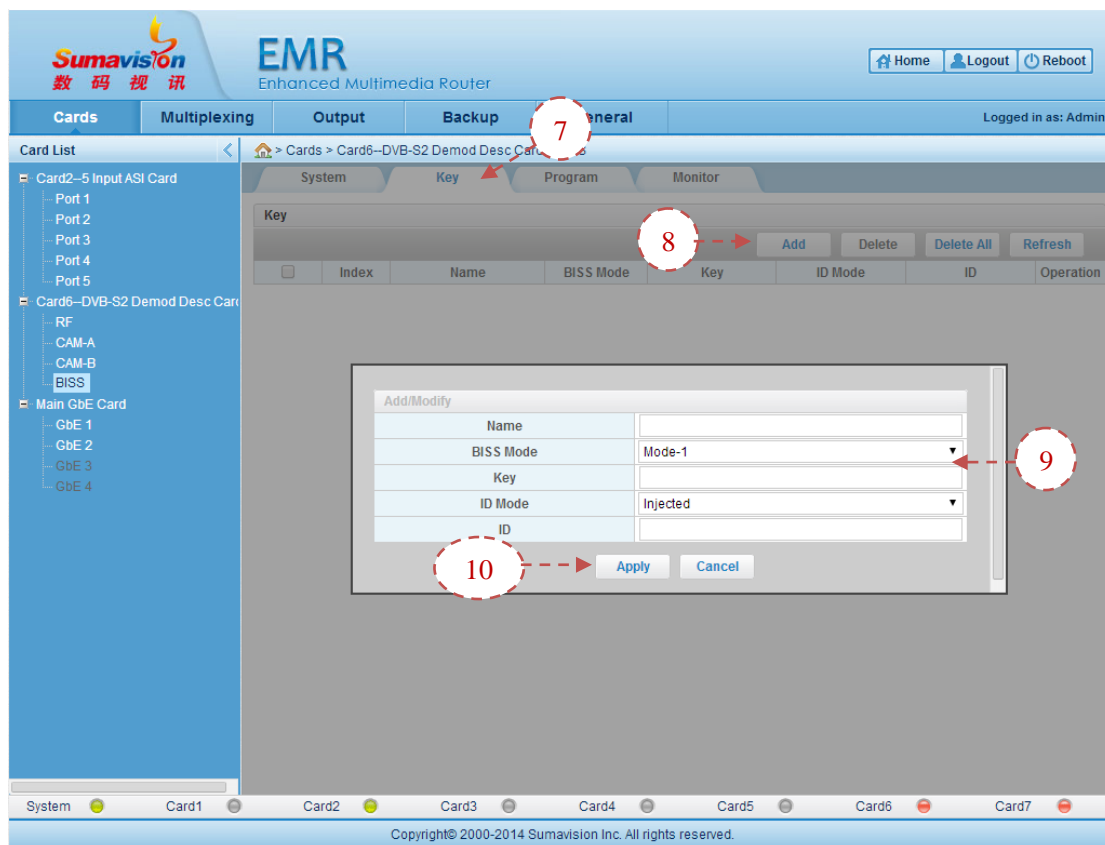 Sumavision
数码视讯
EMR
Enhanced Multimedia Router
Home Logout Reboot
Cards Multiplexing Output Backup eneral Logged in as: Admin
7
Card List
> Cards > Card6--DVB-S2 Demod Desc Car
Card2--5 Input ASI Card
Port 1
Port 2
Port 3
Port 4
Port 5
Card6--DVB-S2 Demod Desc Card
RF
CAM-A
CAM-B
BISS
Main GbE Card
GbE 1
GbE 2
GbE 3
GbE 4
System Key Program Monitor
Key
8
Add Delete Delete All Refresh
Index Name BISS Mode Key ID Mode ID Operation
Add/Modify
Name
BISS Mode Mode-1
9
Key
ID Mode Injected
ID
10
Apply Cancel
System Card1 Card2 Card3 Card4 Card5 Card6 Card7
Copyright© 2000-2014 Sumavision Inc. All rights reserved.